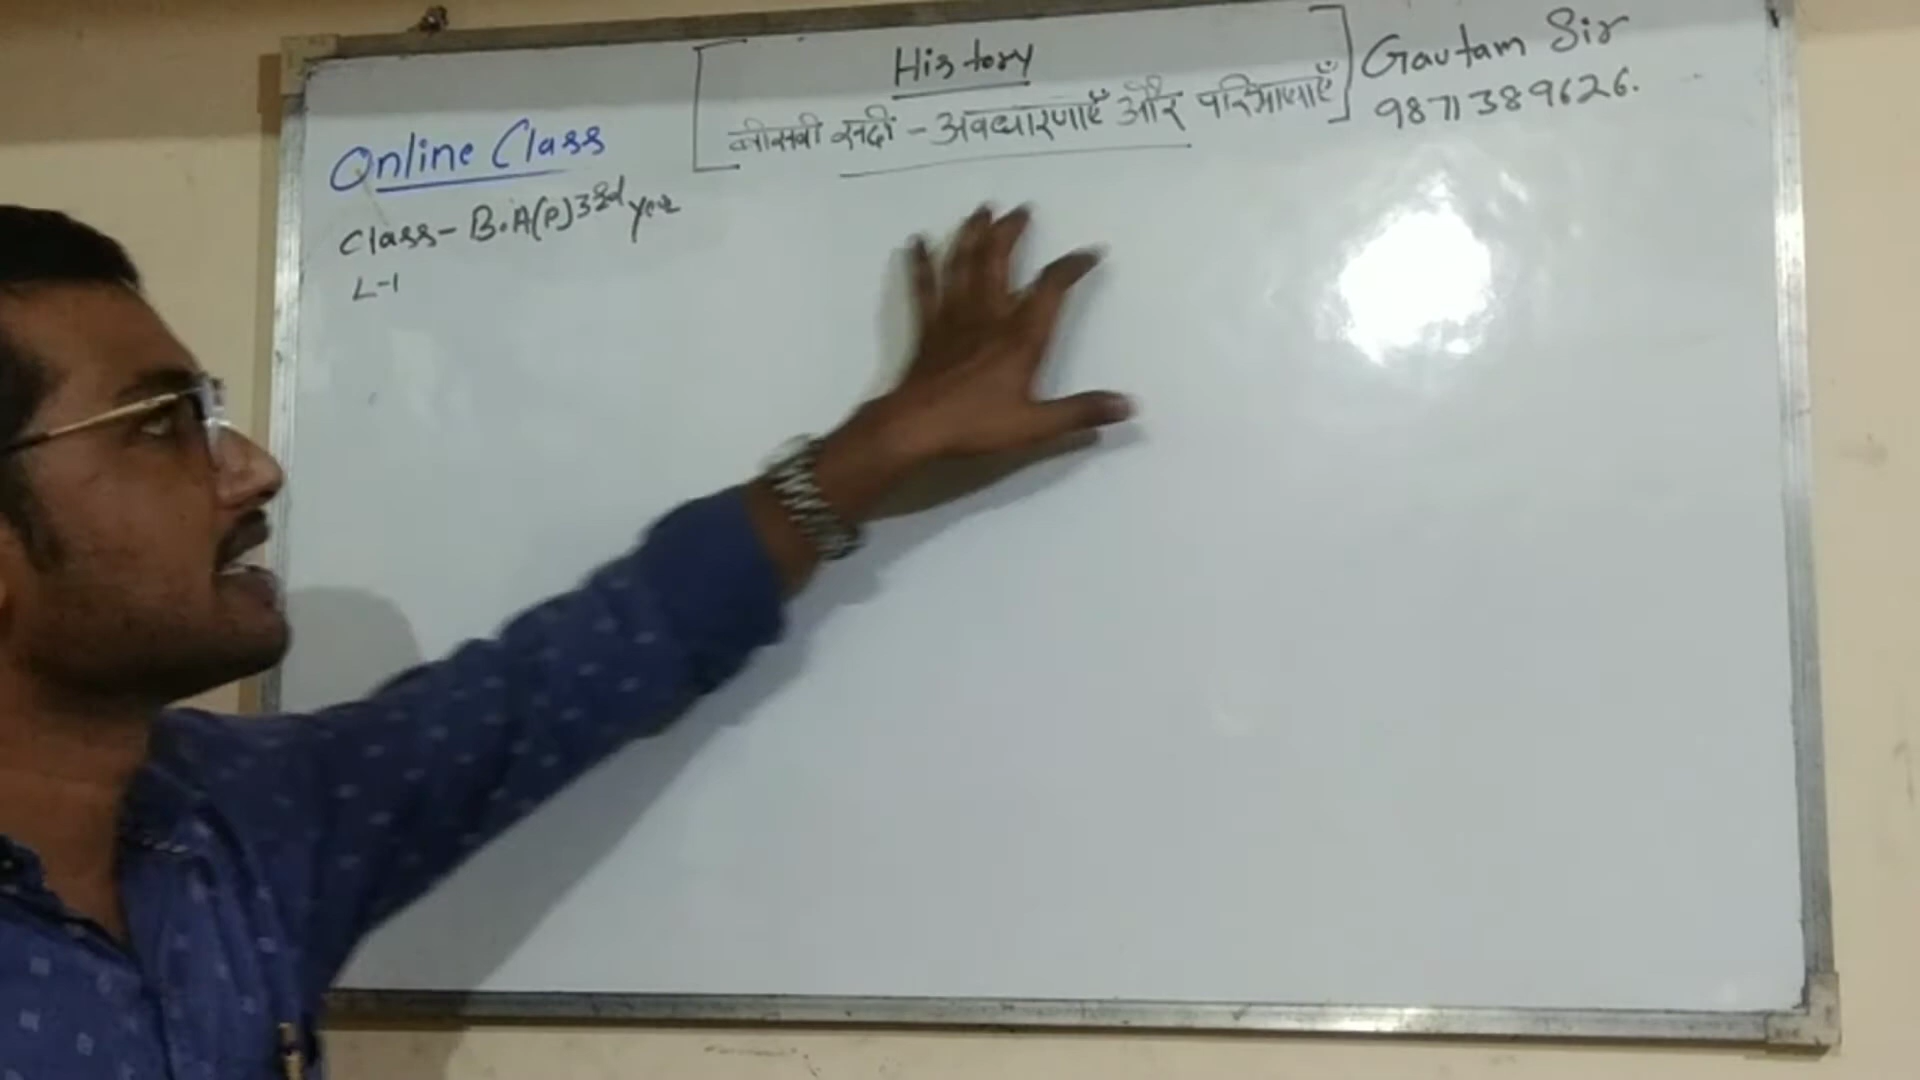 History
बीसवी सदी - अवधारणाएँ और परिभाषाएँ
Gautam Sir
9871389626.
Online Class
Class- B.A(P) 3rd year
L-1